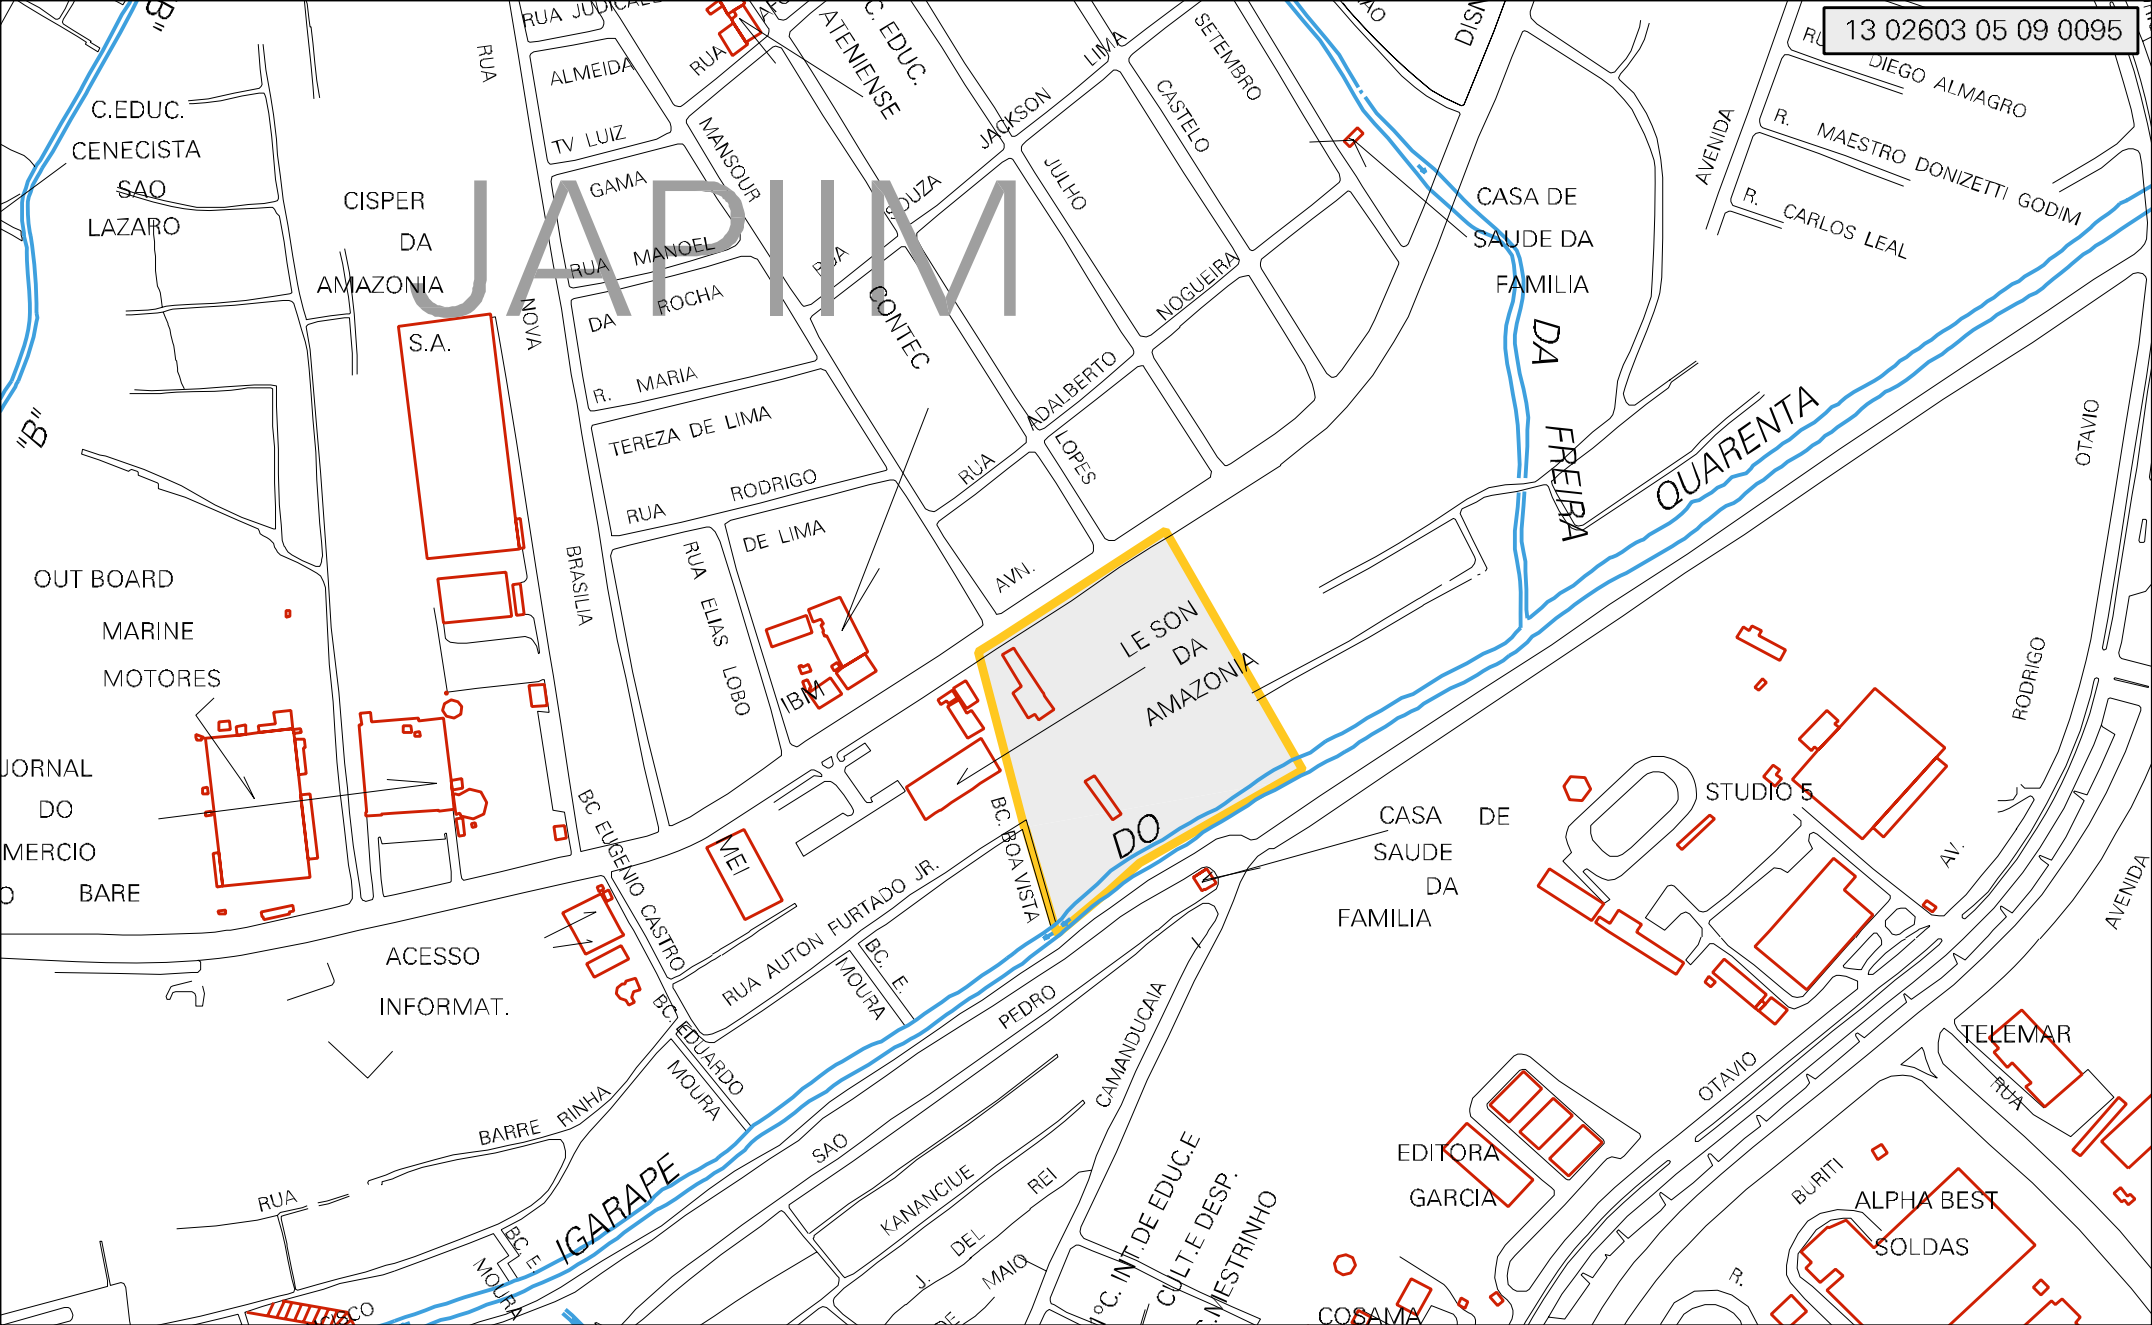 13 02603 05 09 0095
RUA JUDICAEL
"B"
RUA
ALMEIDA
RUA
ATENIENSE
C. EDUC.
LIMA
SETEMBRO
DIEGO ALMAGRO
C.EDUC.
CENECISTA
SAO
LAZARO
TV LUIZ
MANSOUR
JACKSON
CASTELO
AVENIDA
R. MAESTRO DONIZETTI GODIM
CISPER
DA
AMAZONIA
S.A.
GAMA
JAPIIM
SOUZA
JULHO
CASA DE
SAUDE DA
FAMILIA
R. CARLOS LEAL
RUA MANOEL
RUA
NOGUEIRA
NOVA
DA ROCHA
CONTEC
DA
FREIRA
R. MARIA
ADALBERTO
"B"
TEREZA DE LIMA
LOPES
QUARENTA
OTAVIO
RUA RODRIGO
RUA
DE LIMA
OUT BOARD
MARINE
MOTORES
BRASILIA
RUA ELIAS LOBO
AVN.
LE SON
DA
AMAZONIA
IBM
RODRIGO
JORNAL
DO
MERCIO
BARE
BC. EUGENIO CASTRO
MEI
BC. BOA VISTA
DO
CASA DE
SAUDE
DA
FAMILIA
STUDIO 5
AV.
AVENIDA
ACESSO
INFORMAT.
RUA AUTON FURTADO JR.
BC. E.
MOURA
BC. EDUARDO
MOURA
PEDRO
CAMANDUCAIA
TELEMAR
RUA
OTAVIO
BARRE RINHA
SAO
RUA
IGARAPE
KANANCIUE
REI
DEL
J.
MAIO
DE
BC. E.
MOURA
1°C. INT.DE EDUC.E
CULT.E DESP.
C.MESTRINHO
EDITORA
GARCIA
BURITI
ALPHA BEST
SOLDAS
R.
COSAMA